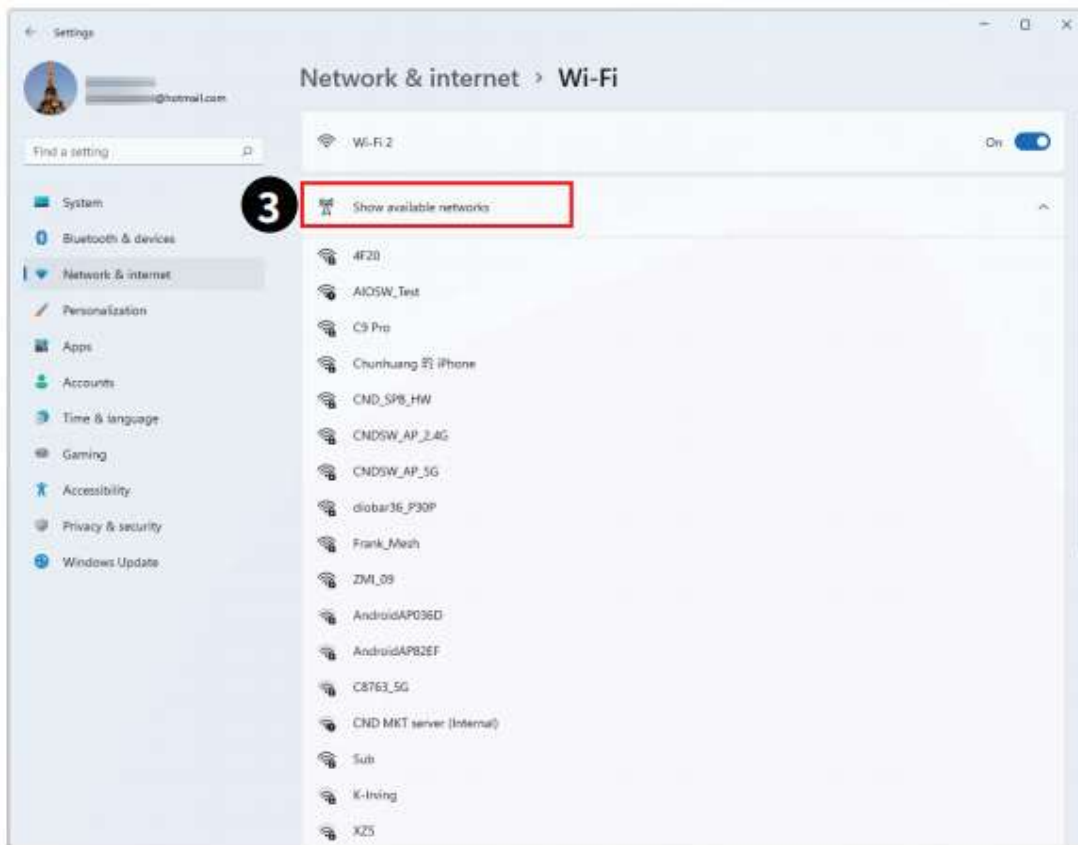 Settings
@hotmail.com
Find a setting
System
Bluetooth & devices
Network & internet
Personalization
Apps
Accounts
Time & language
Gaming
Accessibility
Privacy & security
Windows Update
Network & internet > Wi-Fi
Wi-Fi 2
On
3
Show available networks
4F20
AIOSW_Test
C9 Pro
Chunhuang 的 iPhone
CND_SPB_HW
CNDSW_AP_2.4G
CNDSW_AP_5G
diobar36_P30P
Frank_Mesh
ZMI_09
AndroidAP036D
AndroidAP82EF
C8763_5G
CND MKT server (Internal)
Sub
K-Irving
XZ5